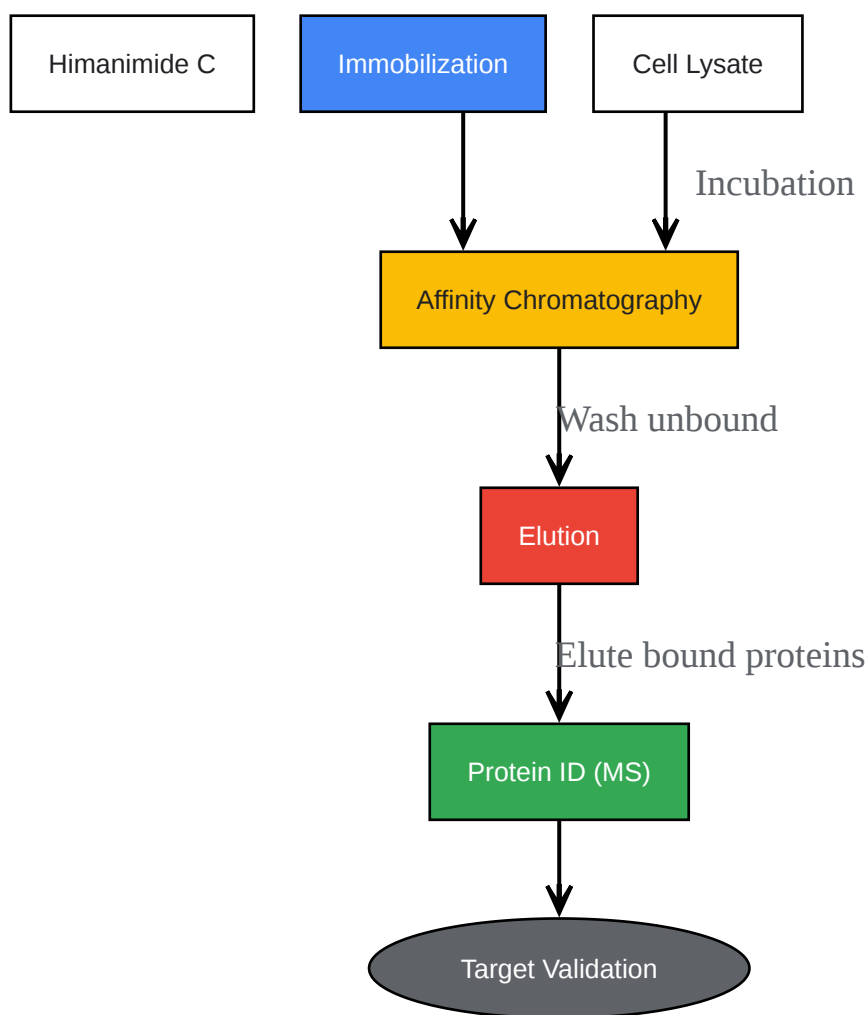 Himanimide C
Immobilization
Cell Lysate
Incubation
Affinity Chromatography
Wash unbound
Elution
Elute bound proteins
Protein ID (MS)
Target Validation